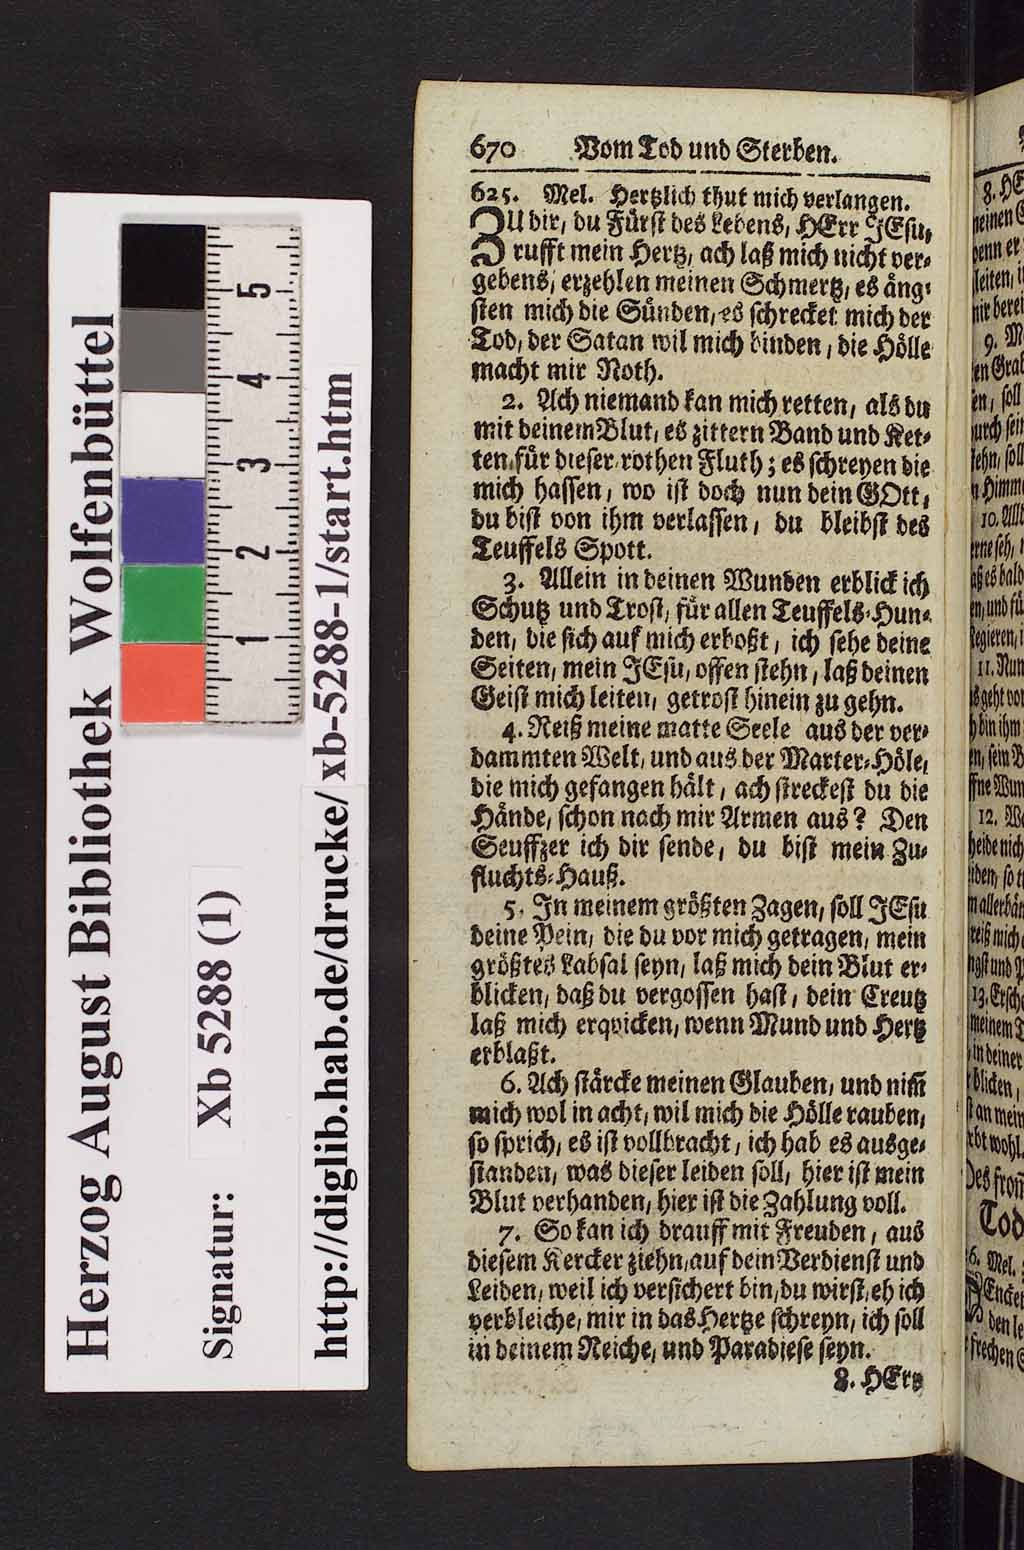 Herzog August Bibliothek Wolfenbüttel
Signatur: Xb 5288 (1)
http://diglib.hab.de/drucke/ xb-5288-1/start.htm
5
4
3
2
1
670 Vom Tod und Sterben.
625. Mel. Hertzlich thut mich verlangen.
ZU dir, du Fürst des Lebens, HErr JEsu,
rufft mein Hertz, ach laß mich nicht ver-
gebens, erzehlen meinen Schmertz, es äng-
sten mich die Sünden, es schrecket mich der
Tod, der Satan wil mich binden, die Hölle
macht mir Noth.
2. Ach niemand kan mich retten, als du
mit deinem Blut, es zittern Band und Ket-
ten für dieser rothen Fluth; es schreyen die
mich hassen, wo ist doch nun dein GOtt,
du bist von ihm verlassen, du bleibst des
Teuffels Spott.
3. Allein in deinen Wunden erblick ich
Schutz und Trost, für allen Teuffels-Hun-
den, die sich auf mich erboßt, ich sehe deine
Seiten, mein JEsu, offen stehn, laß deinen
Geist mich leiten, getrost hinein zu gehn.
4. Reiß meine matte Seele aus der ver-
dammten Welt, und aus der Marter-Höle,
die mich gefangen hält, ach streckest du die
Hände, schon nach mir Armen aus? Den
Seuffzer ich dir sende, du bist mein Zu-
fluchts-Hauß.
5. In meinem größten Zagen, soll JEsu
deine Pein, die du vor mich getragen, mein
größtes Labsal seyn, laß mich dein Blut er-
blicken, daß du vergossen hast, dein Creutz
laß mich erqvicken, wenn Mund und Hertz
erblaßt.
6. Ach stärcke meinen Glauben, und nim̃
mich wol in acht, wil mich die Hölle rauben,
so sprich, es ist vollbracht, ich hab es ausge-
standen, was dieser leiden soll, hier ist mein
Blut verhanden, hier ist die Zahlung voll.
7. So kan ich drauff mit Freuden, aus
diesem Kercker ziehn, auf dein Verdienst und
Leiden, weil ich versichert bin, du wirst, eh ich
verbleiche, mir in das Hertze schreyn, ich soll
in deinem Reiche, und Paradiese seyn.
8. HErr